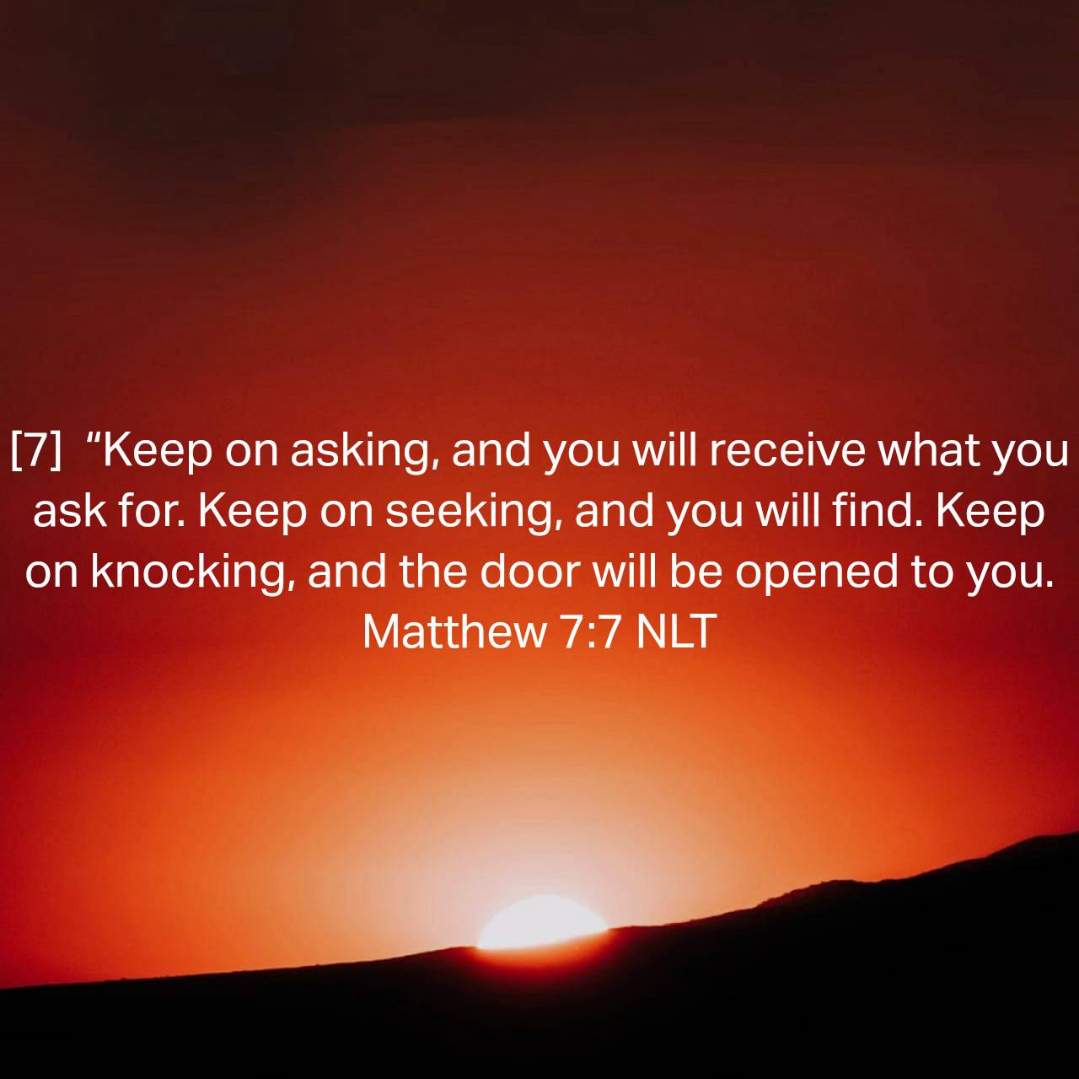 [7] “Keep on asking, and you will receive what you
ask for. Keep on seeking, and you will find. Keep
on knocking, and the door will be opened to you.
Matthew 7:7 NLT